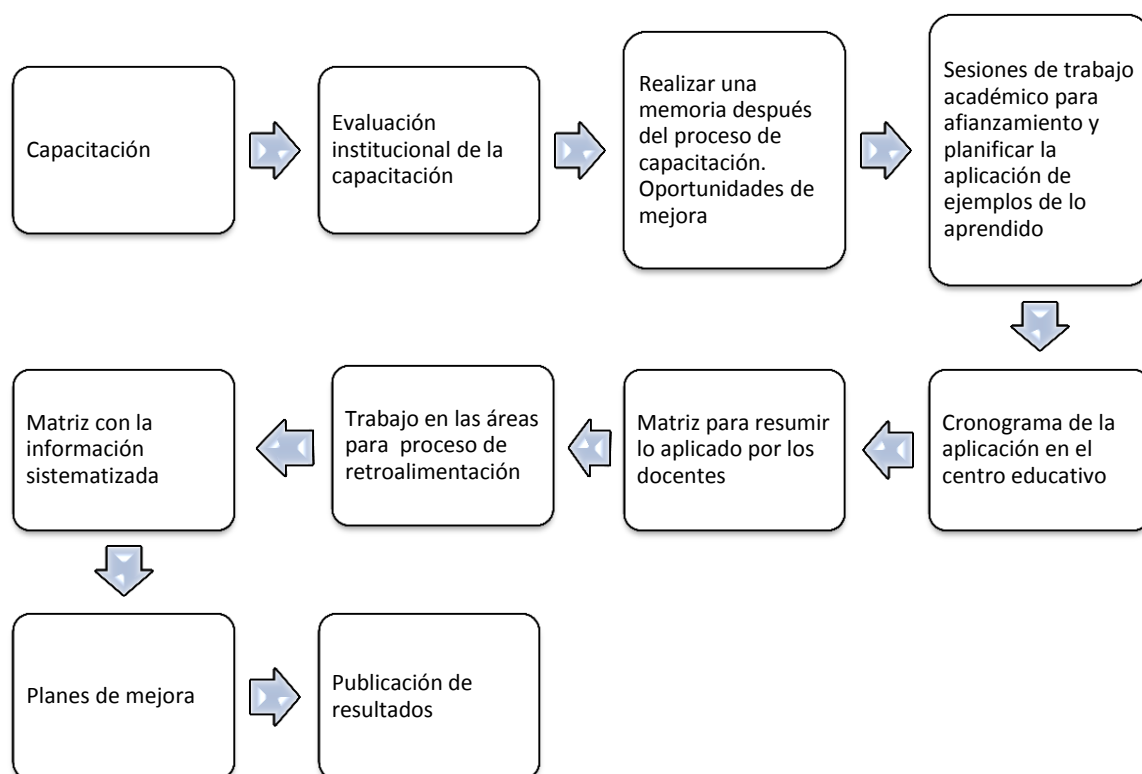 Capacitación
Evaluación
institucional de la
capacitación
Realizar una
memoria después
del proceso de
capacitación.
Oportunidades de
mejora
Sesiones de trabajo
académico para
afianzamiento y
planificar la
aplicación de
ejemplos de lo
aprendido
Cronograma de la
aplicación en el
centro educativo
Matriz para resumir
lo aplicado por los
docentes
Trabajo en las áreas
para proceso de
retroalimentación
Matriz con la
información
sistematizada
Planes de mejora
Publicación de
resultados